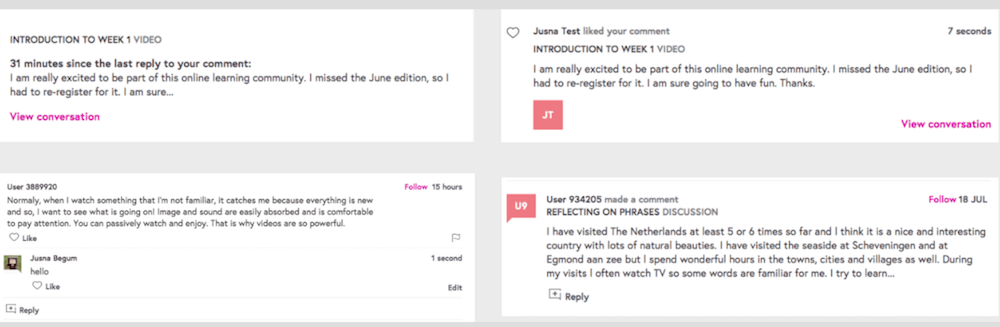 INTRODUCTION TO WEEK 1 VIDEO
31 minutes since the last reply to your comment:
I am really excited to be part of this online learning community. I missed the June edition, so I
had to re-register for it. I am sure...
View conversation
Jusna Test liked your comment
7 seconds
INTRODUCTION TO WEEK 1 VIDEO
I am really excited to be part of this online learning community. I missed the June edition, so I
had to re-register for it. I am sure going to have fun. Thanks.
JT
View conversation
User 3889920
Follow 15 hours
Normaly, when I watch something that I'm not familiar, it catches me because everything is new
and so, I want to see what is going on! Image and sound are easily absorbed and is comfortable
to pay attention. You can passively watch and enjoy. That is why videos are so powerful.
Like
Jusna Begum
1 second
hello
Like
Edit
Reply
U9
User 934205 made a comment
Follow 18 JUL
REFLECTING ON PHRASES DISCUSSION
I have visited The Netherlands at least 5 or 6 times so far and I think it is a nice and interesting
country with lots of natural beauties. I have visited the seaside at Scheveningen and at
Egmond aan zee but I spend wonderful hours in the towns, cities and villages as well. During
my visits I often watch TV so some words are familiar for me. I try to learn...
Reply